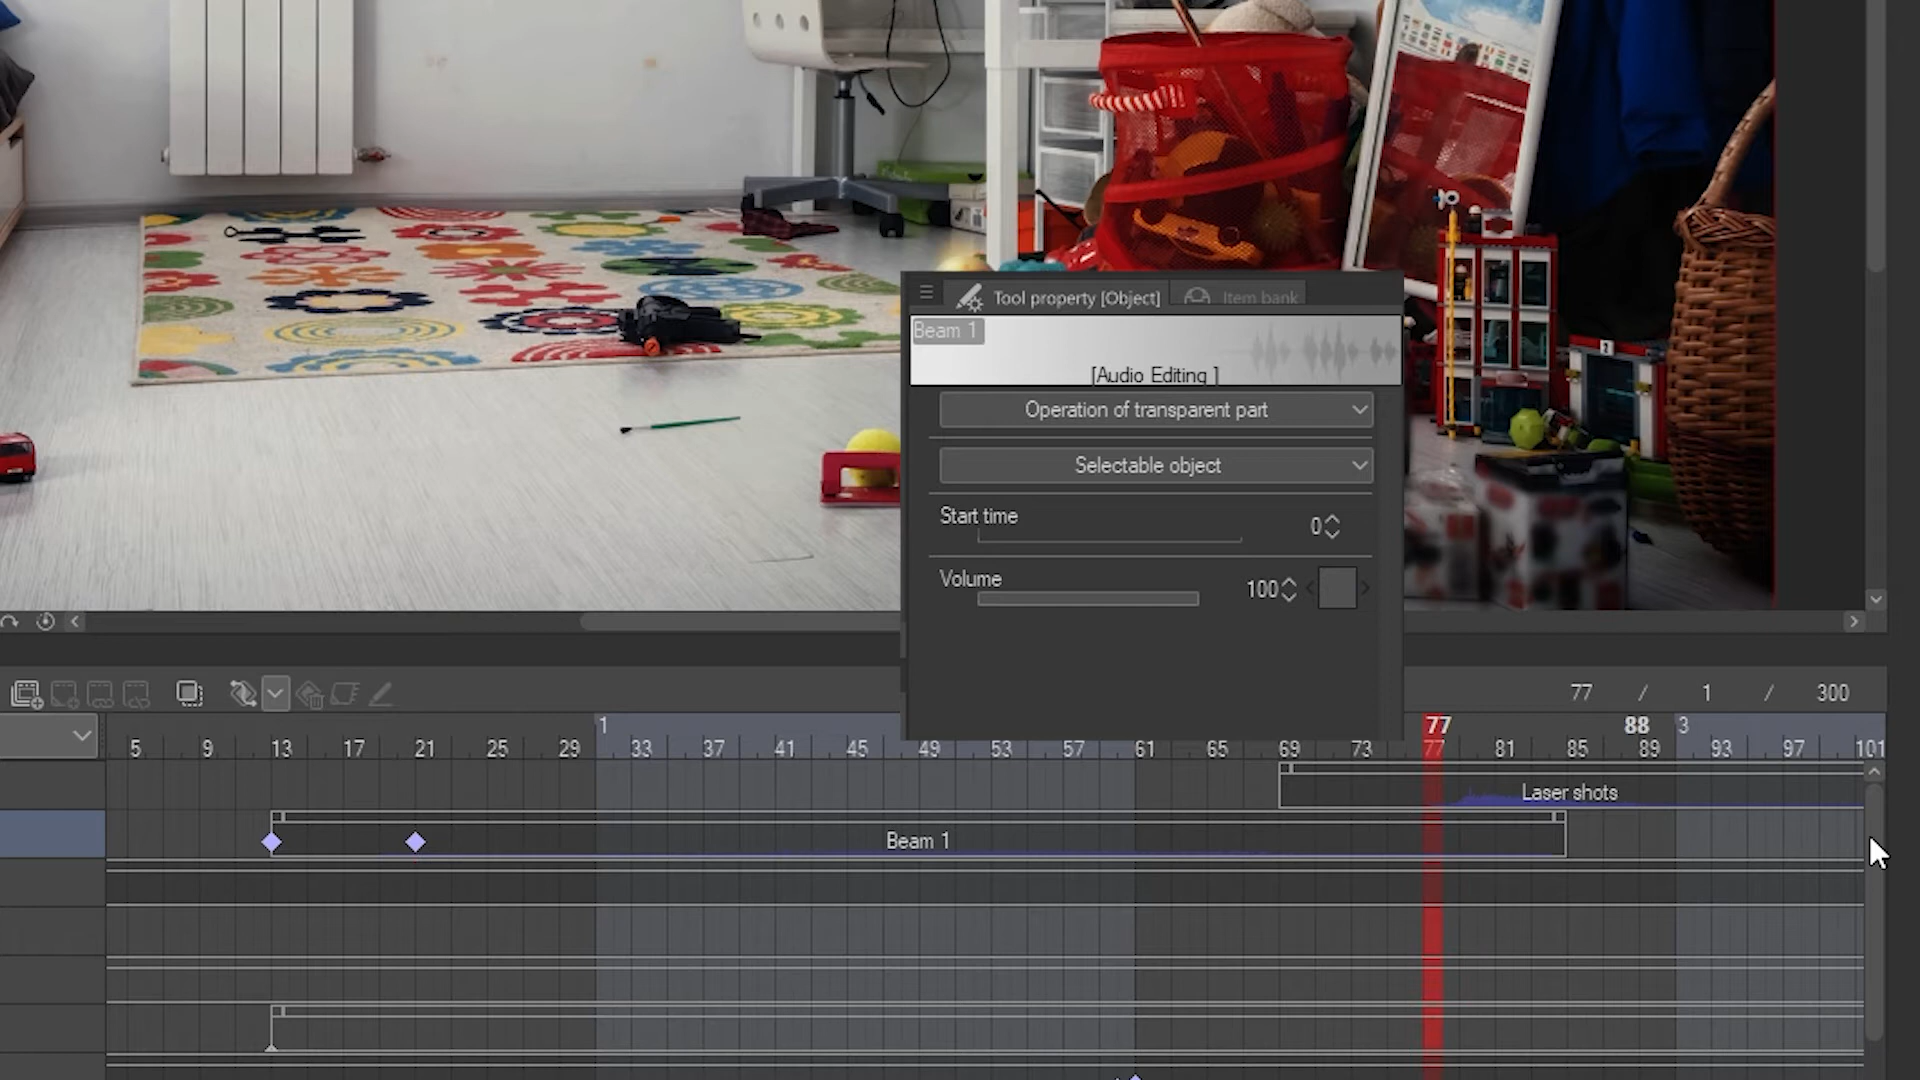 Tool property [Object]
Item bank
Beam 1
[Audio Editing ]
Operation of transparent part
Selectable object
Start time
0
Volume
100
77 / 1 / 300
1 77 88 3
5 9 13 17 21 25 29 33 37 41 45 49 53 57 61 65 69 73 77 81 85 89 93 97 101
Laser shots
Beam 1
2